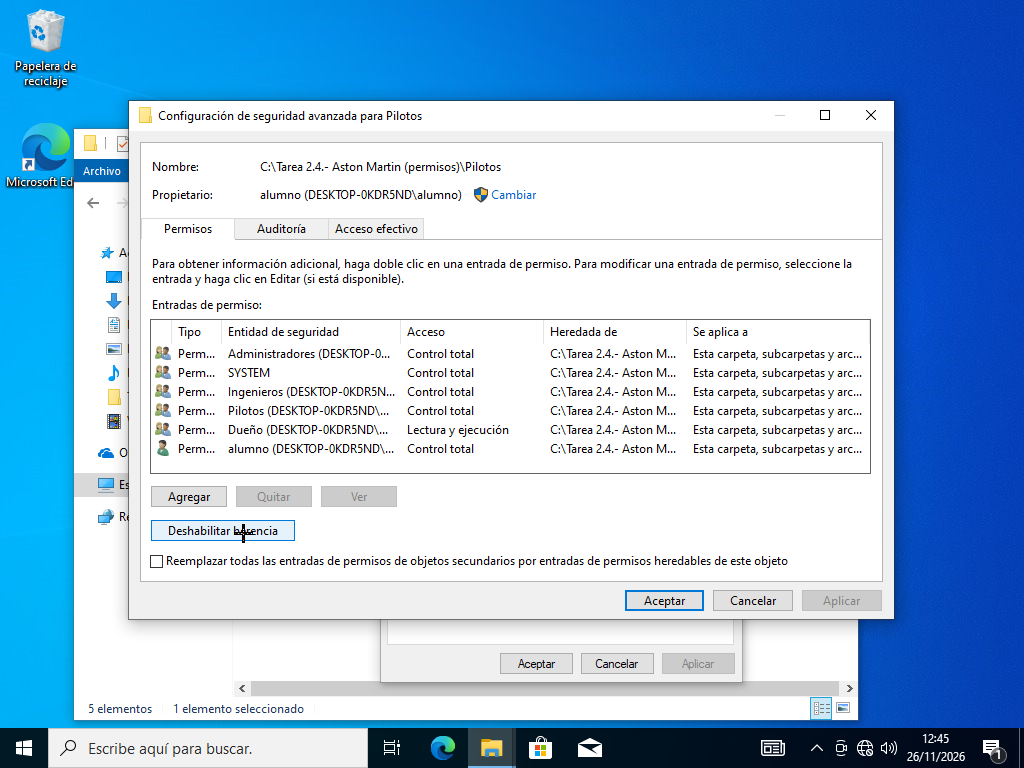 Papelera de
reciclaje
Microsoft Ed
Archivo
Configuración de seguridad avanzada para Pilotos
Nombre:
C:\Tarea 2.4.- Aston Martin (permisos)\Pilotos
Propietario:
alumno (DESKTOP-0KDR5ND\alumno)
Cambiar
Permisos
Auditoría
Acceso efectivo
Para obtener información adicional, haga doble clic en una entrada de permiso. Para modificar una entrada de permiso, seleccione la
entrada y haga clic en Editar (si está disponible).
Entradas de permiso:
Tipo Entidad de seguridad Acceso Heredada de Se aplica a
Perm... Administradores (DESKTOP-0... Control total C:\Tarea 2.4.- Aston M... Esta carpeta, subcarpetas y arc...
Perm... SYSTEM Control total C:\Tarea 2.4.- Aston M... Esta carpeta, subcarpetas y arc...
Perm... Ingenieros (DESKTOP-0KDR5N... Control total C:\Tarea 2.4.- Aston M... Esta carpeta, subcarpetas y arc...
Perm... Pilotos (DESKTOP-0KDR5ND\... Control total C:\Tarea 2.4.- Aston M... Esta carpeta, subcarpetas y arc...
Perm... Dueño (DESKTOP-0KDR5ND\... Lectura y ejecución C:\Tarea 2.4.- Aston M... Esta carpeta, subcarpetas y arc...
Perm... alumno (DESKTOP-0KDR5ND\... Control total C:\Tarea 2.4.- Aston M... Esta carpeta, subcarpetas y arc...
Agregar Quitar Ver
Deshabilitar herencia
Reemplazar todas las entradas de permisos de objetos secundarios por entradas de permisos heredables de este objeto
Aceptar Cancelar Aplicar
Aceptar Cancelar Aplicar
5 elementos 1 elemento seleccionado
Escribe aquí para buscar.
12:45
26/11/2026
1